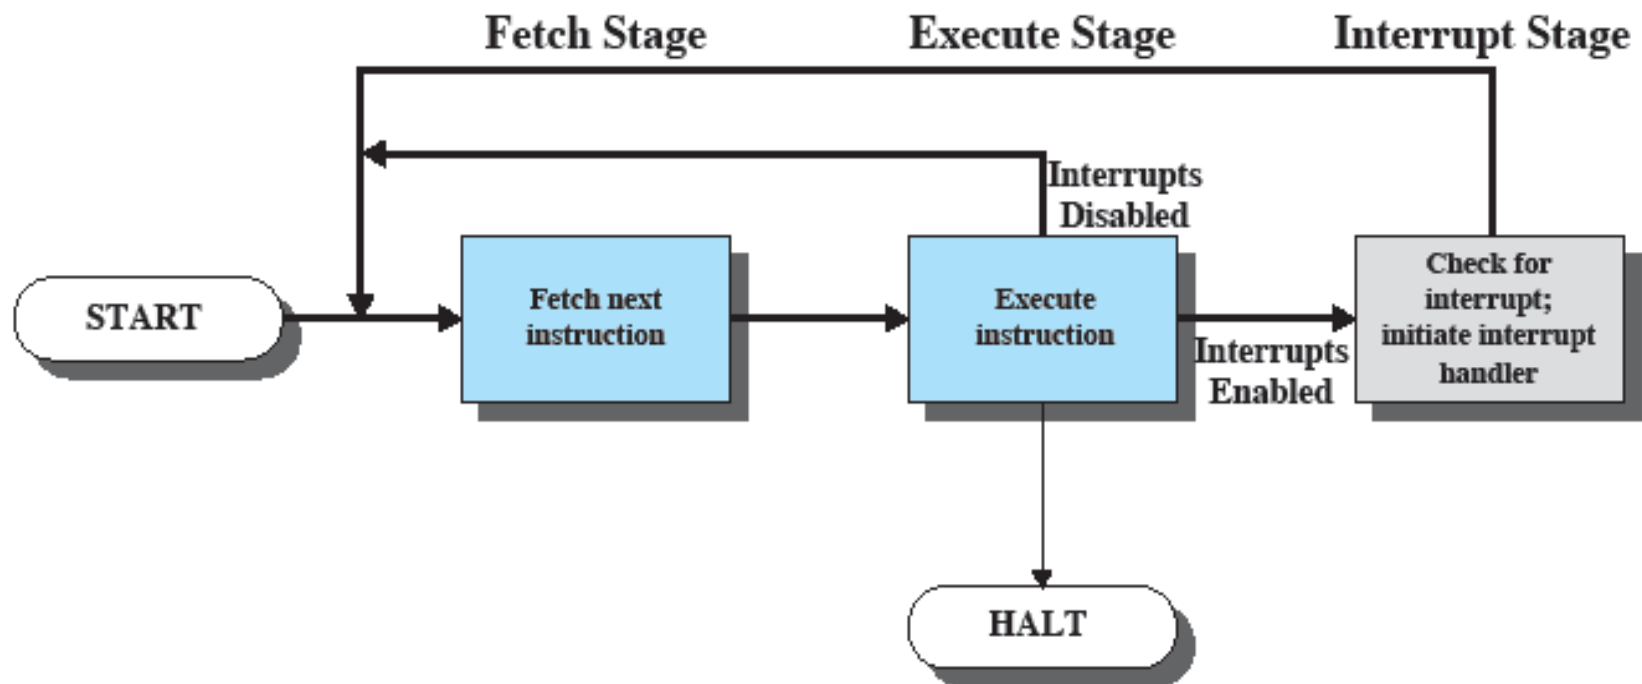 Fetch Stage
Execute Stage
Interrupt Stage
Interrupts
Disabled
START
Fetch next
instruction
Execute
instruction
Interrupts
Enabled
Check for
interrupt;
initiate interrupt
handler
HALT